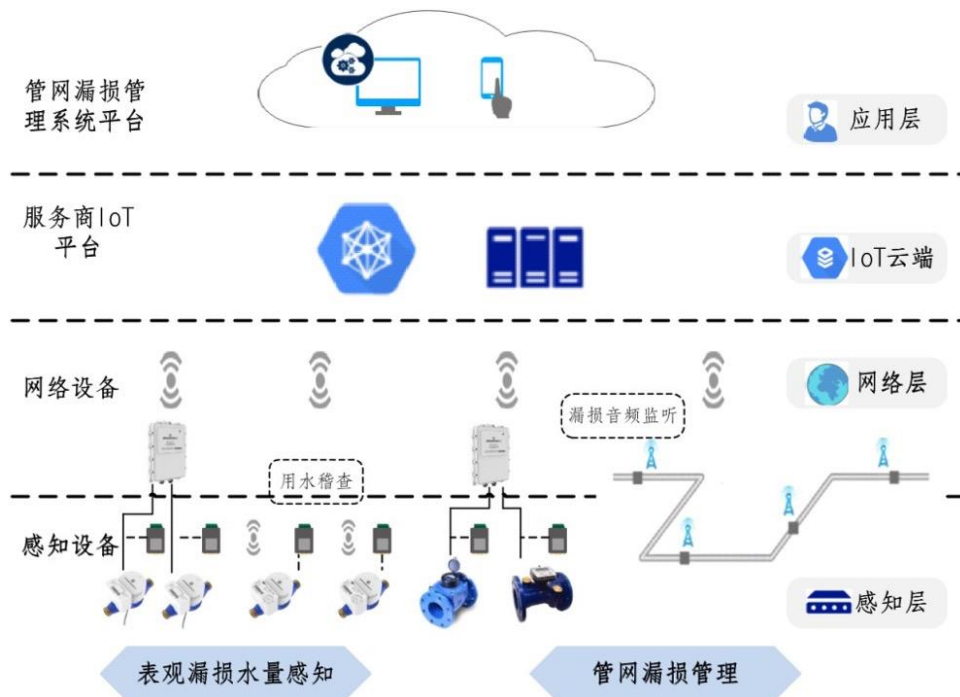 管网漏损管
理系统平台
应用层
服务商IoT
平台
IoT云端
网络设备
网络层
漏损音频监听
用水稽查
感知设备
感知层
表观漏损水量感知
管网漏损管理